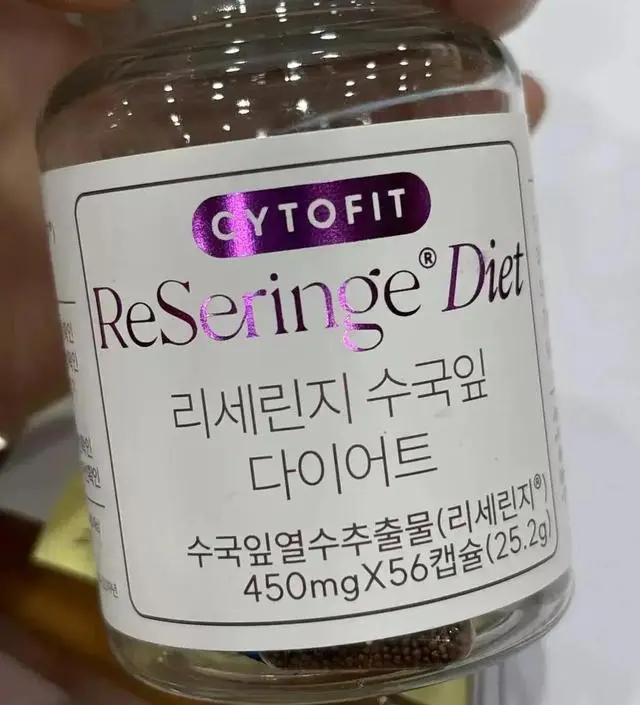 CYTOFIT
ReSeringe® Diet
리세린지 수국잎
다이어트
수국잎열수추출물(리세린지®)
450mgX56캡슐(25.2g)